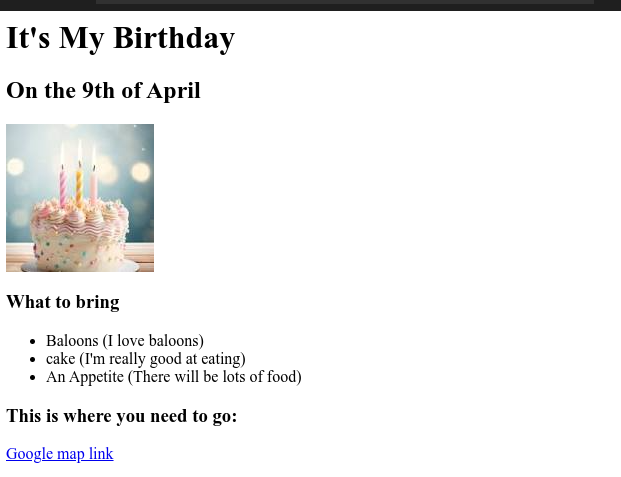 It's My Birthday
On the 9th of April
What to bring
Baloons (I love baloons)
cake (I'm really good at eating)
An Appetite (There will be lots of food)
This is where you need to go:
Google map link